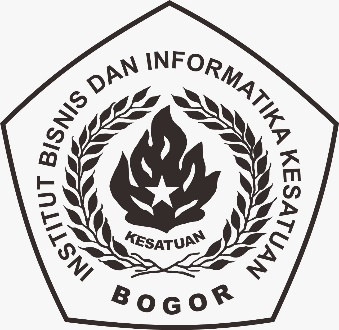 INSTITUT BISNIS DAN INFORMATIKA KESATUAN
KESATUAN
BOGOR